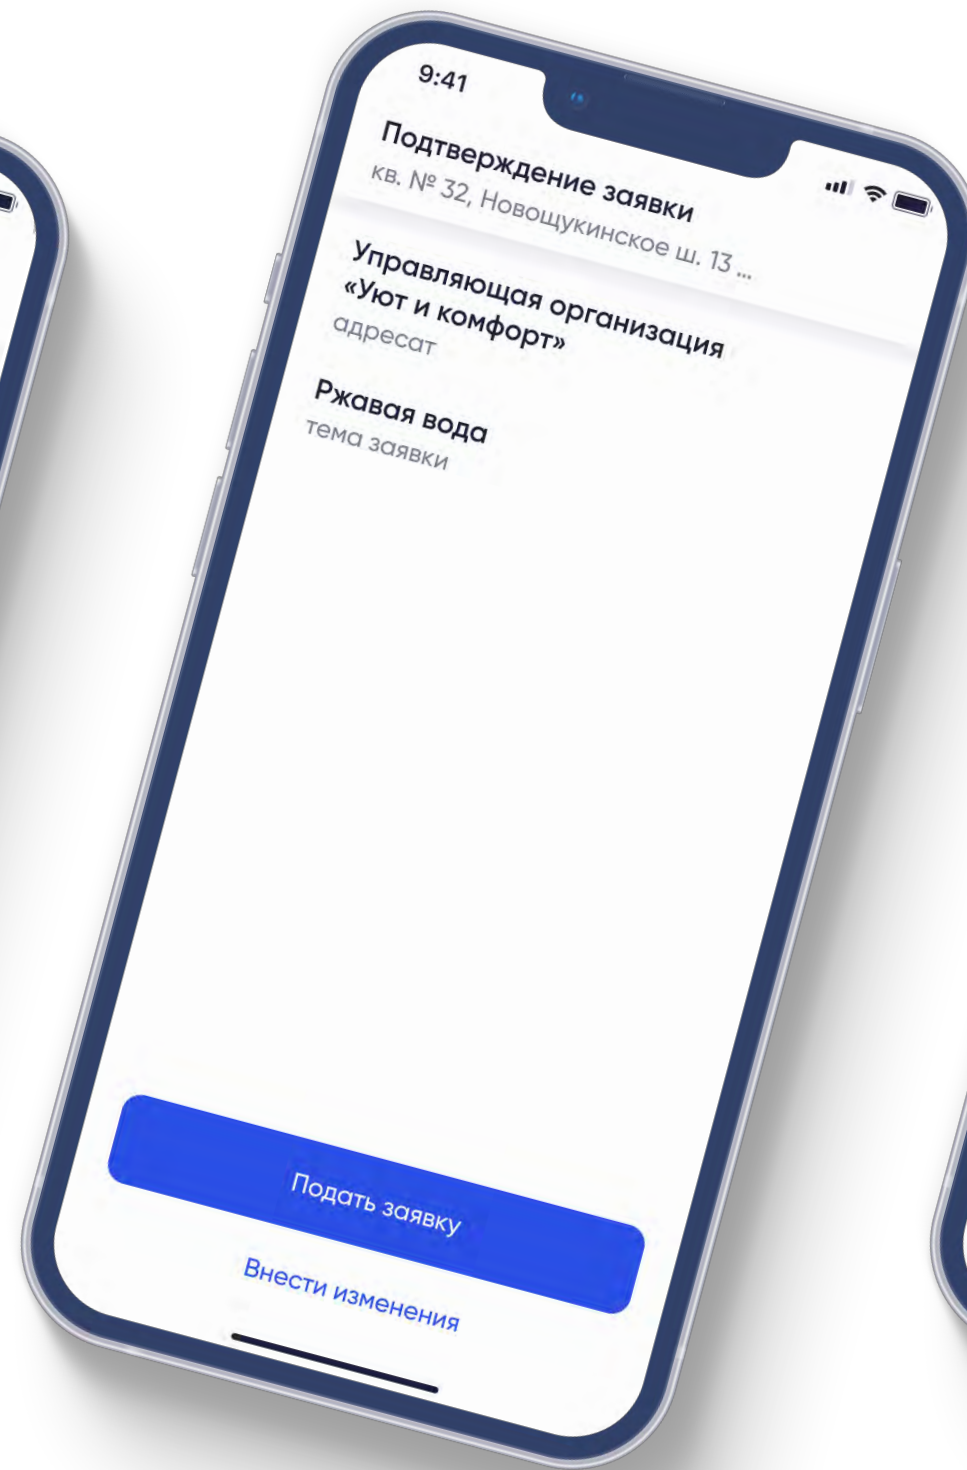 9:41
Подтверждение заявки
кв. № 32, Новощукинское ш. 13 ...
Управляющая организация
«Уют и комфорт»
адресат
Ржавая вода
тема заявки
Подать заявку
Внести изменения